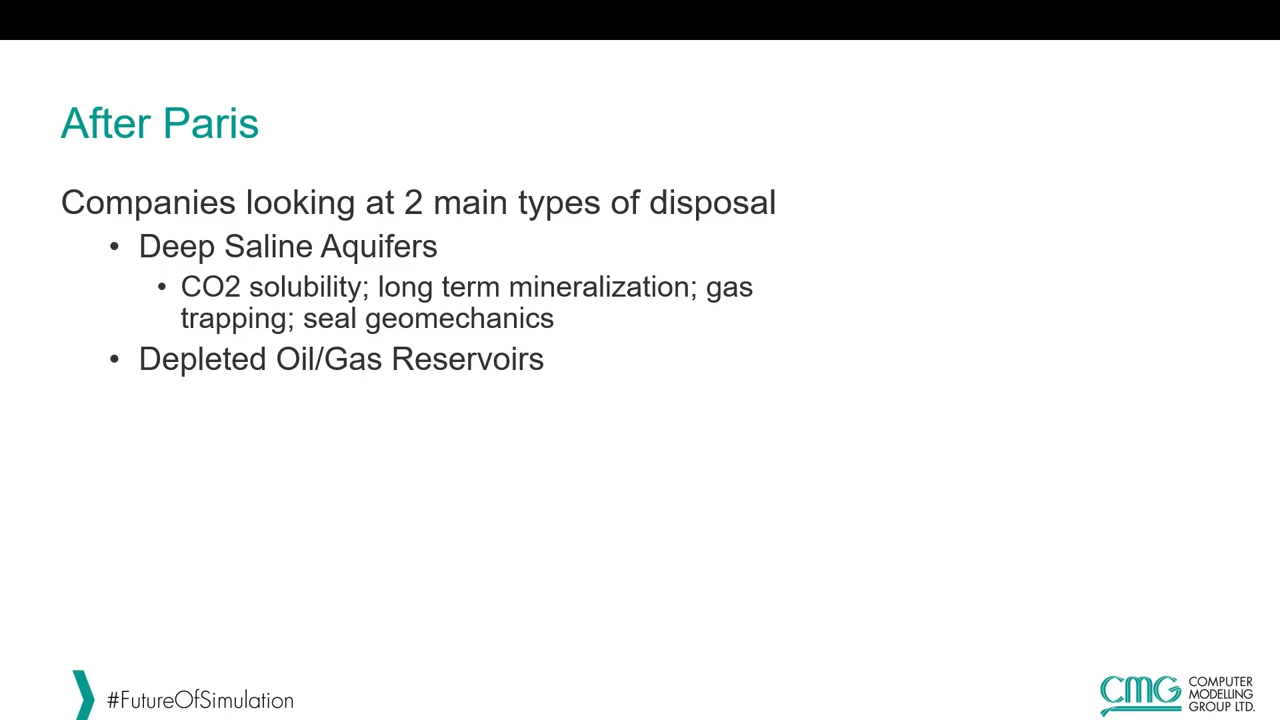 After Paris
Companies looking at 2 main types of disposal
• Deep Saline Aquifers
• CO2 solubility; long term mineralization; gas
trapping; seal geomechanics
• Depleted Oil/Gas Reservoirs
#FutureOfSimulation
CMG
COMPUTER
MODELLING
GROUP LTD.